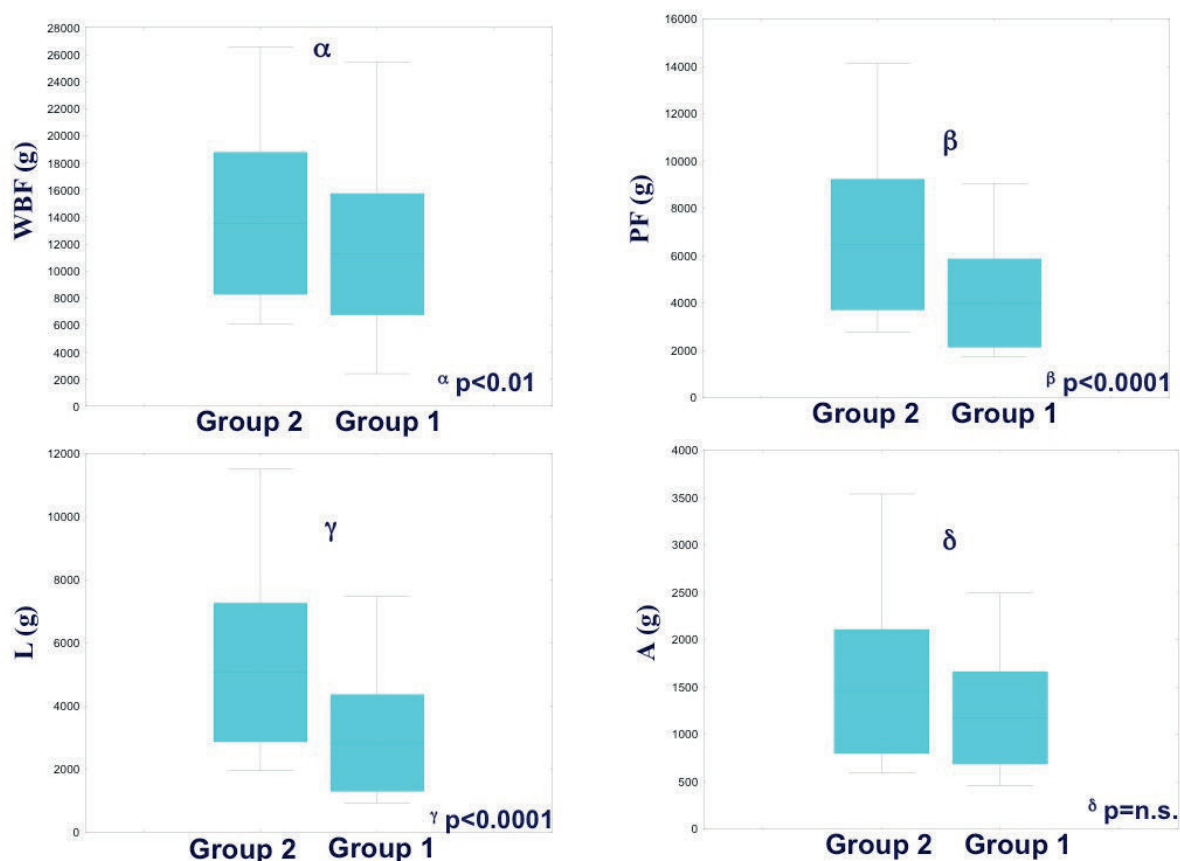 WBF (g)
28000
26000
24000
22000
20000
18000
16000
14000
12000
10000
8000
6000
4000
2000
0
α
α p<0.01
Group 2 Group 1
PF (g)
16000
14000
12000
10000
8000
6000
4000
2000
0
β
β p<0.0001
Group 2 Group 1
L (g)
12000
10000
8000
6000
4000
2000
0
γ
γ p<0.0001
Group 2 Group 1
A (g)
4000
3500
3000
2500
2000
1500
1000
500
0
δ
δ p=n.s.
Group 2 Group 1